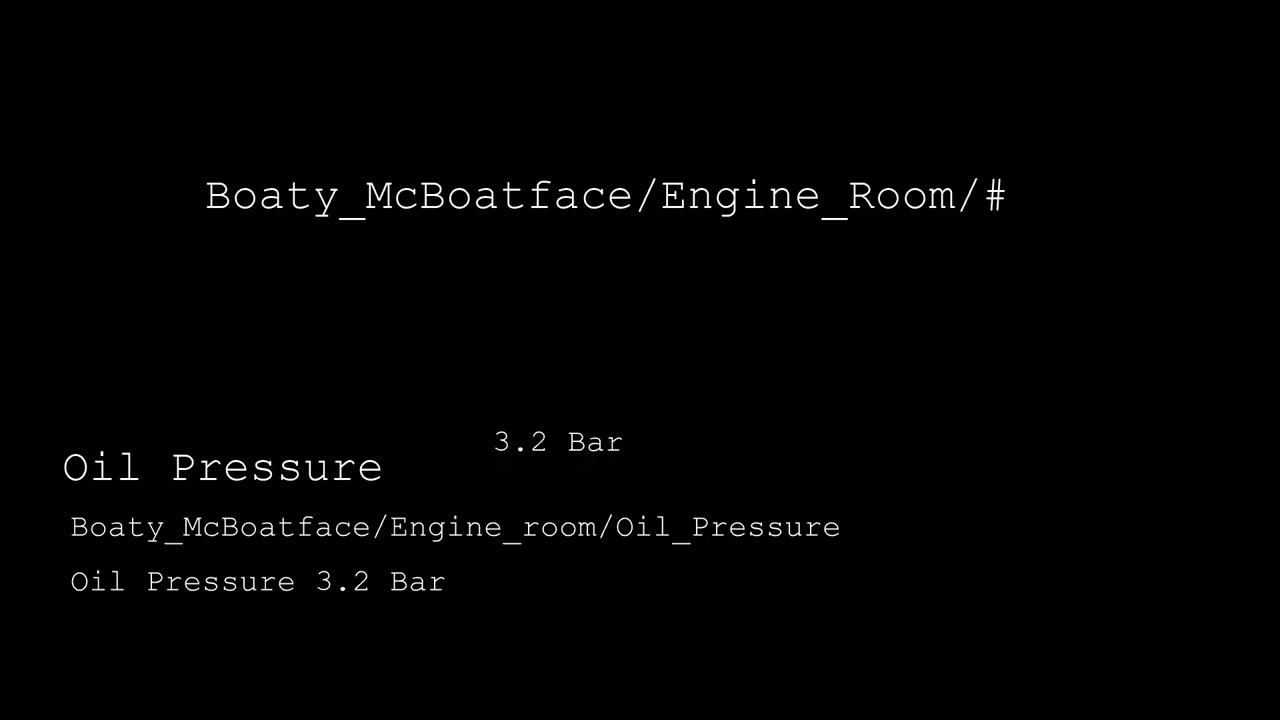 Boaty_McBoatface/Engine_Room/#
3.2 Bar
Oil Pressure
Boaty_McBoatface/Engine_room/Oil_Pressure
Oil Pressure 3.2 Bar